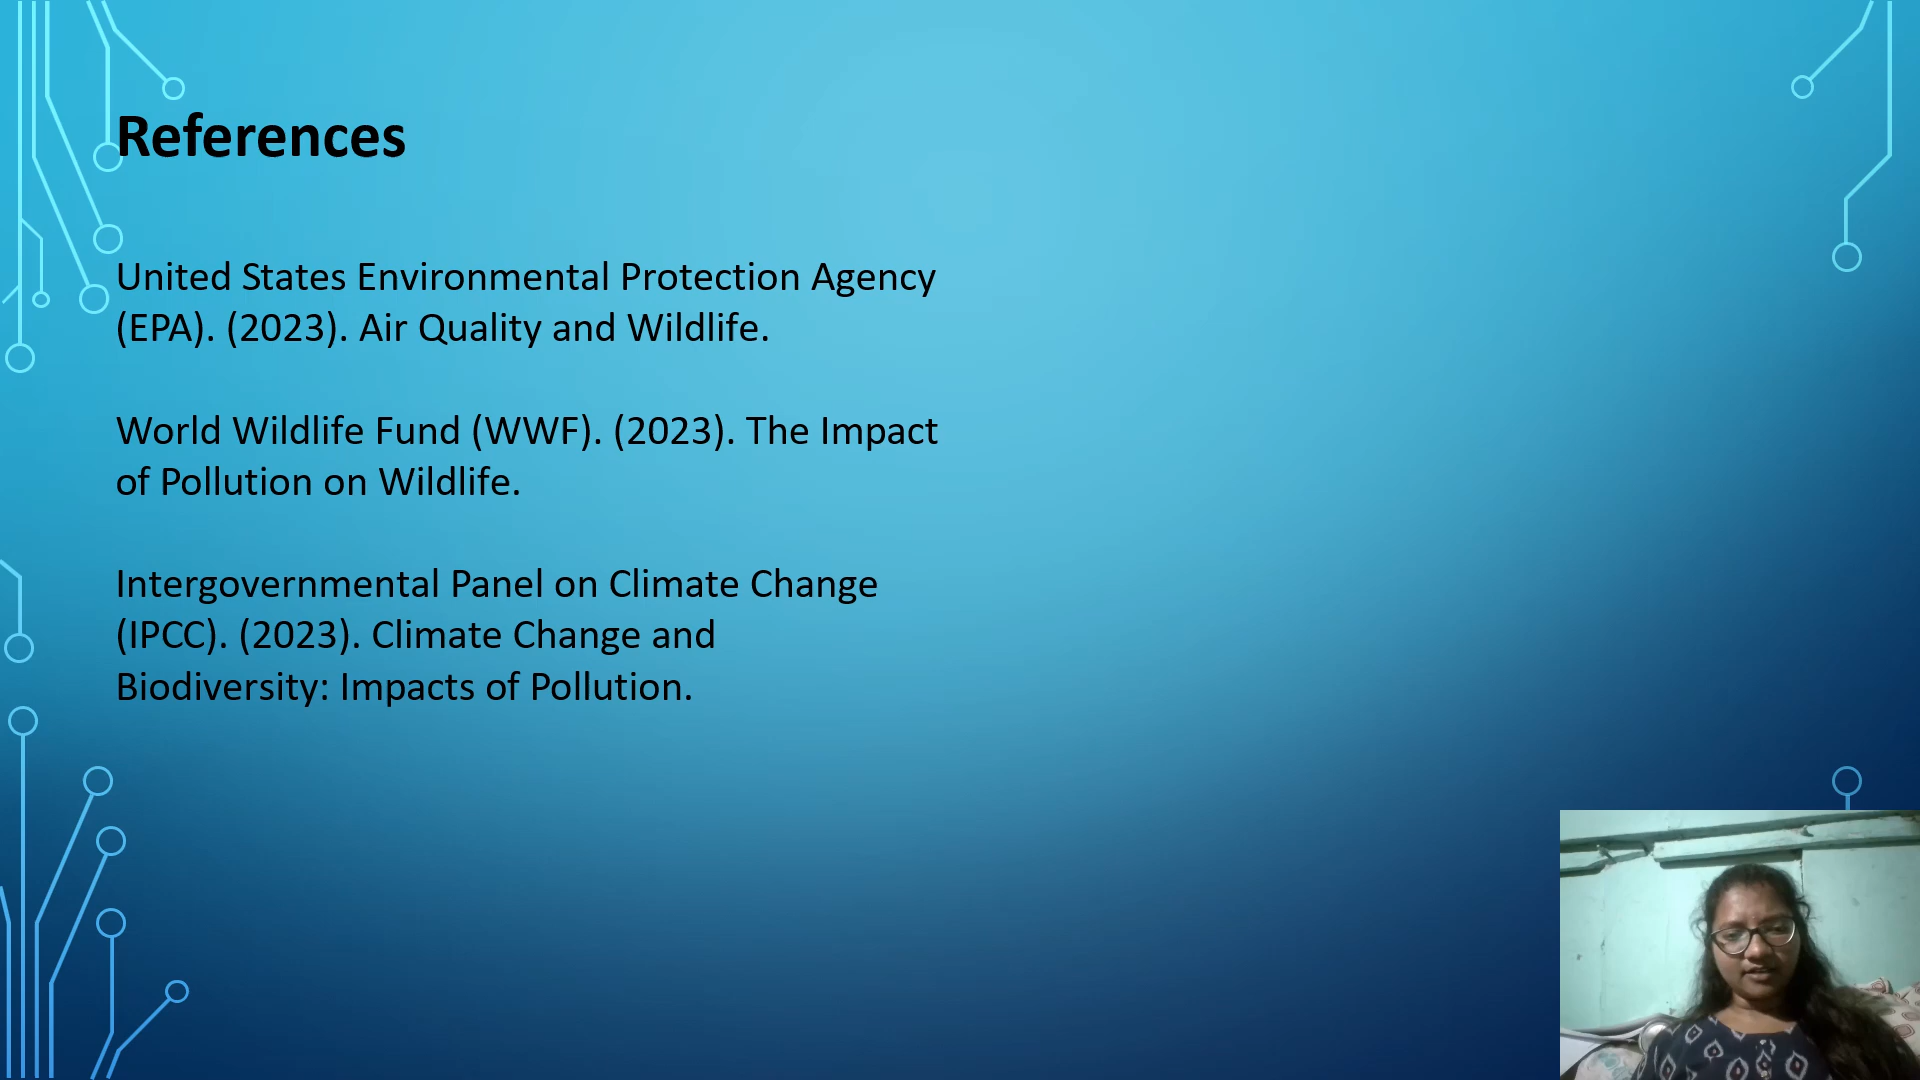 References
United States Environmental Protection Agency
(EPA). (2023). Air Quality and Wildlife.
World Wildlife Fund (WWF). (2023). The Impact
of Pollution on Wildlife.
Intergovernmental Panel on Climate Change
(IPCC). (2023). Climate Change and
Biodiversity: Impacts of Pollution.